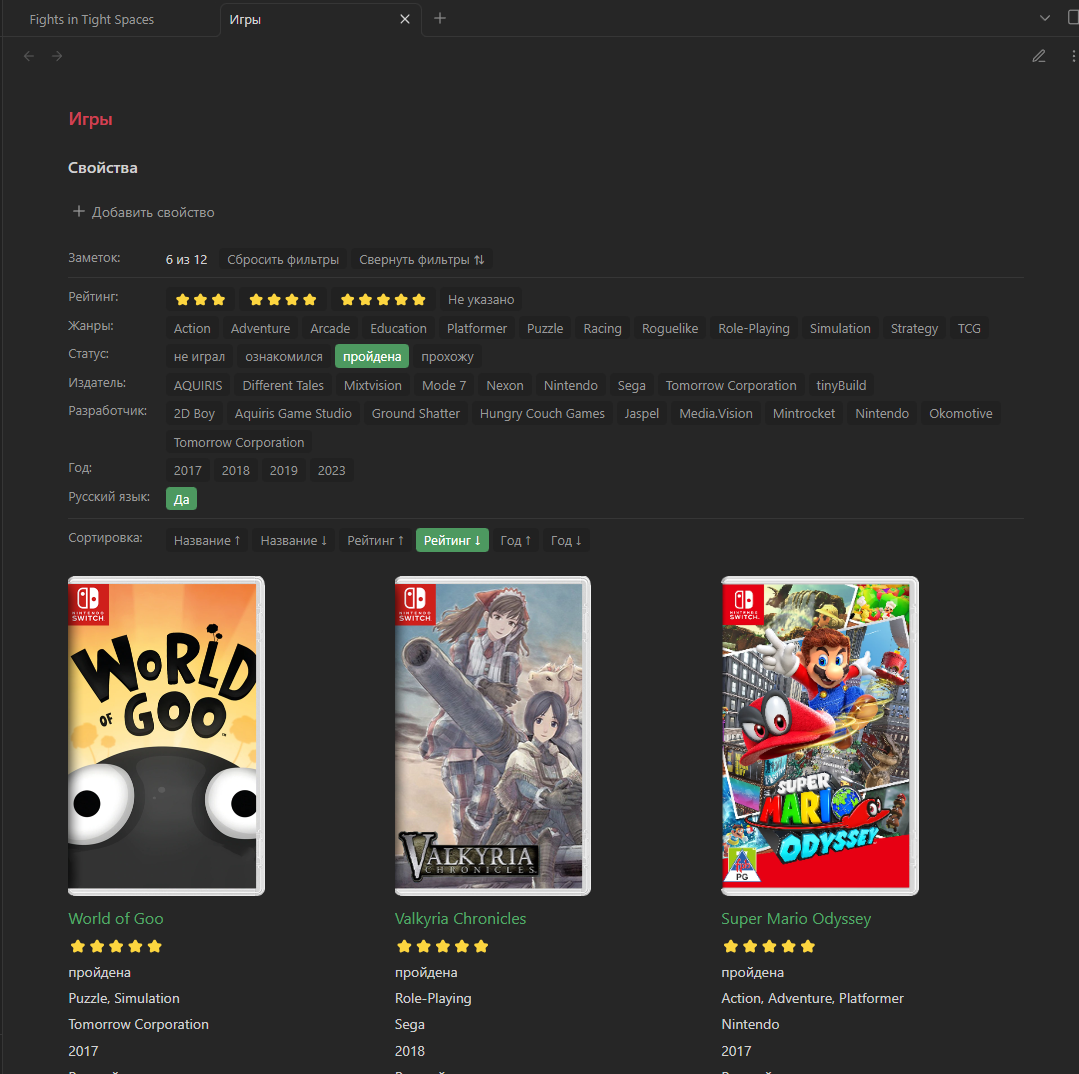 Fights in Tight Spaces Игры
Игры
Свойства
Добавить свойство
Заметок: 6 из 12 Сбросить фильтры Свернуть фильтры ⇅
Рейтинг: ⭐⭐⭐ ⭐⭐⭐⭐ ⭐⭐⭐⭐⭐ Не указано
Жанры: Action Adventure Arcade Education Platformer Puzzle Racing Roguelike Role-Playing Simulation Strategy TCG
Статус: не играл ознакомился пройдена прохожу
Издатель: AQUIRIS Different Tales Mixtvision Mode 7 Nexon Nintendo Sega Tomorrow Corporation tinyBuild
Разработчик: 2D Boy Aquiris Game Studio Ground Shatter Hungry Couch Games Jaspel Media.Vision Mintrocket Nintendo Okomotive
Tomorrow Corporation
Год: 2017 2018 2019 2023
Русский язык: Да
Сортировка: Название ↑ Название ↓ Рейтинг ↑ Рейтинг ↓ Год ↑ Год ↓
NINTENDO SWITCH. NINTENDO SWITCH. NINTENDO SWITCH.
WORLD OF GOO
VALKYRIA CHRONICLES
SUPER MARIO ODYSSEY
PG
World of Goo Valkyria Chronicles Super Mario Odyssey
⭐⭐⭐⭐⭐ ⭐⭐⭐⭐⭐ ⭐⭐⭐⭐⭐
пройдена пройдена пройдена
Puzzle, Simulation Role-Playing Action, Adventure, Platformer
Tomorrow Corporation Sega Nintendo
2017 2018 2017